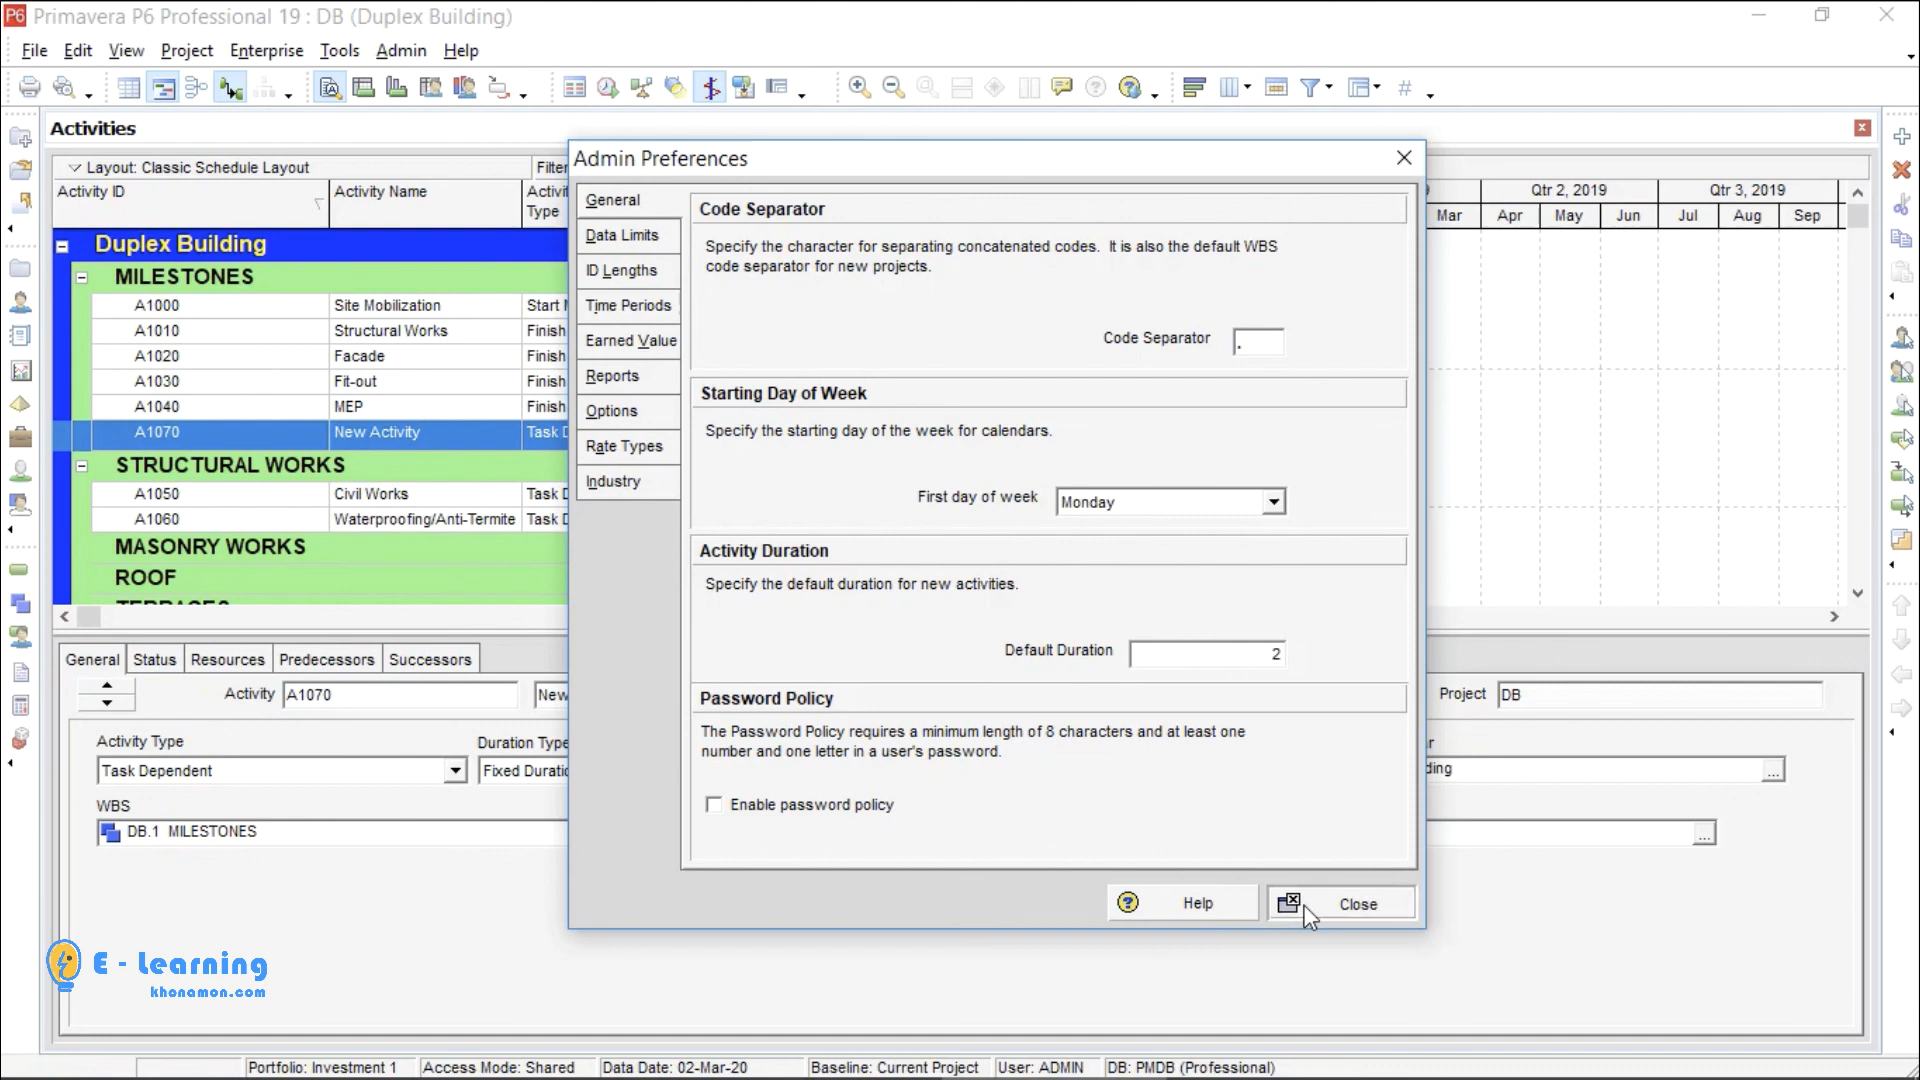 Primavera P6 Professional 19 : DB (Duplex Building)
File Edit View Project Enterprise Tools Admin Help
Activities
Layout: Classic Schedule Layout
Filter
Activity ID
Activity Name
Activit
Type
Duplex Building
MILESTONES
A1000 Site Mobilization Start M
A1010 Structural Works Finish
A1020 Facade Finish
A1030 Fit-out Finish
A1040 MEP Finish
A1070 New Activity Task D
STRUCTURAL WORKS
A1050 Civil Works Task D
A1060 Waterproofing/Anti-Termite Task D
MASONRY WORKS
ROOF
TERRACES
9 Qtr 2, 2019 Qtr 3, 2019
Mar Apr May Jun Jul Aug Sep
Admin Preferences
General
Data Limits
ID Lengths
Time Periods
Earned Value
Reports
Options
Rate Types
Industry
Code Separator
Specify the character for separating concatenated codes. It is also the default WBS
code separator for new projects.
Code Separator .
Starting Day of Week
Specify the starting day of the week for calendars.
First day of week Monday
Activity Duration
Specify the default duration for new activities.
Default Duration 2
Password Policy
The Password Policy requires a minimum length of 8 characters and at least one
number and one letter in a user's password.
Enable password policy
Help Close
General Status Resources Predecessors Successors
Activity A1070 New
Project DB
Activity Type
Duration Type
r
Task Dependent
Fixed Duratio
ding
...
WBS
DB.1 MILESTONES
...
E - Learning
khonamon.com
Portfolio: Investment 1 Access Mode: Shared Data Date: 02-Mar-20 Baseline: Current Project User: ADMIN DB: PMDB (Professional)